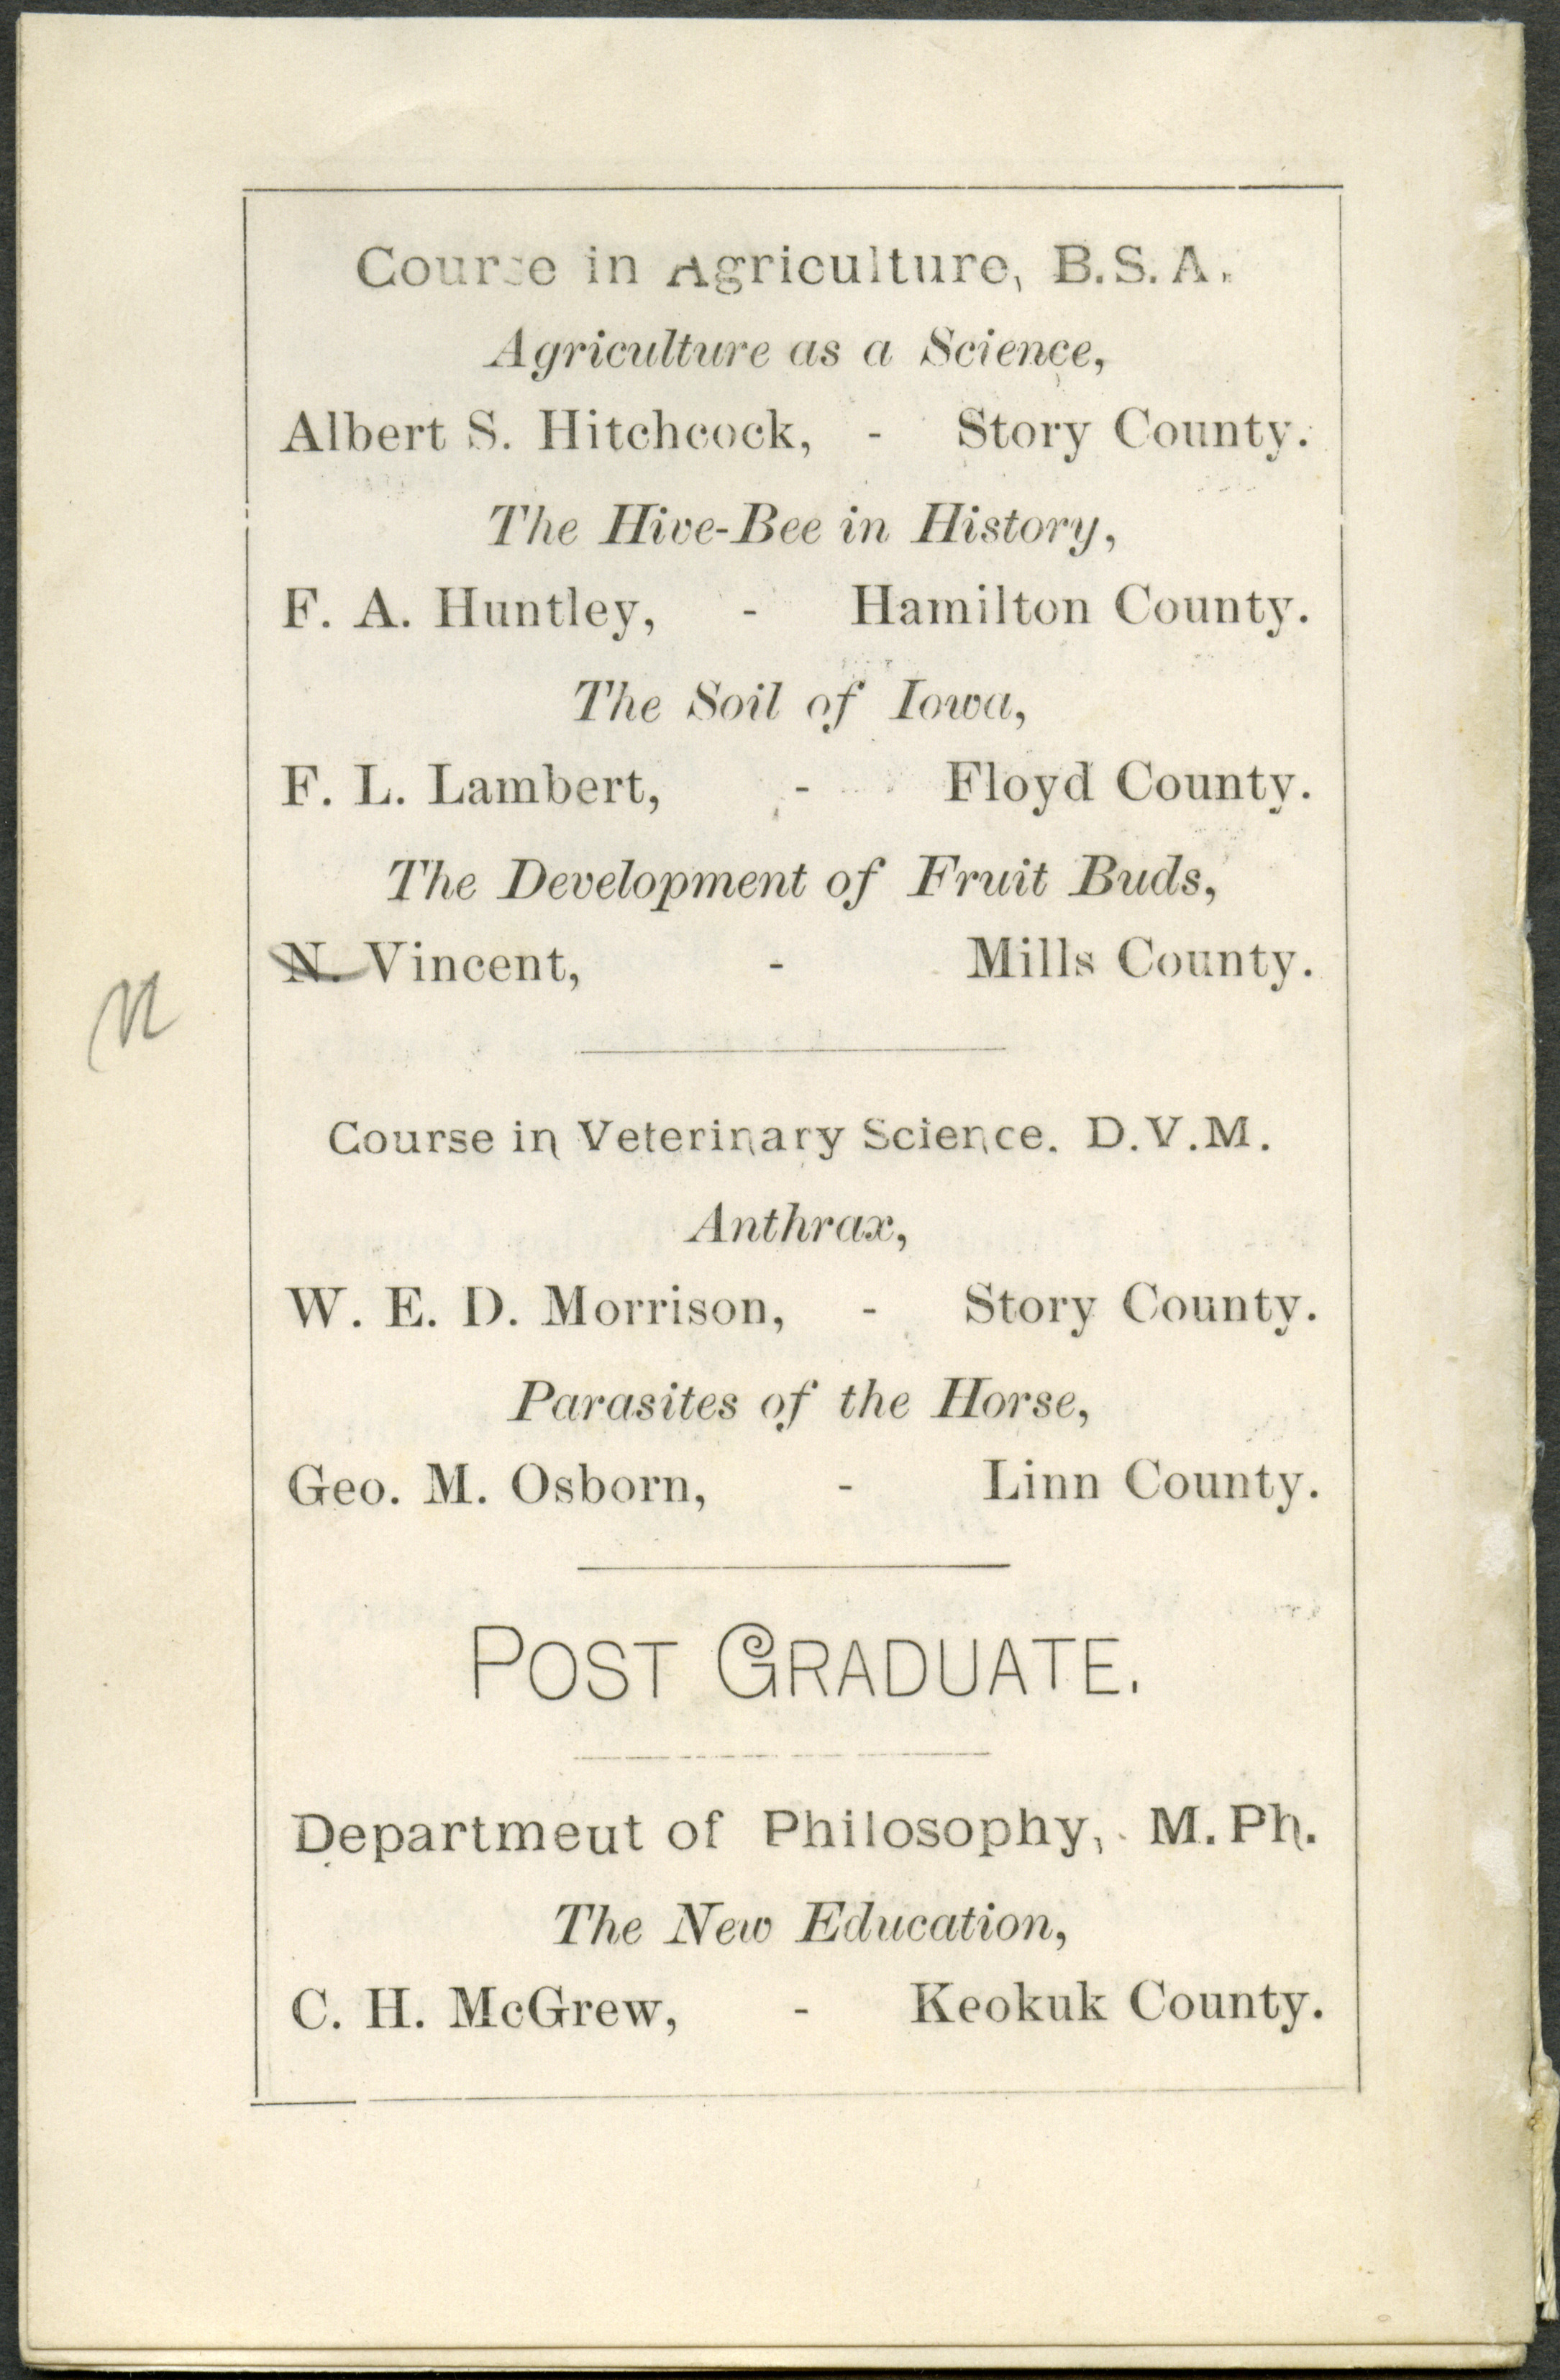 Course in Agriculture, B.S.A.
Agriculture as a Science,
Albert S. Hitchcock, - Story County.
The Hive-Bee in History,
F. A. Huntley, - Hamilton County.
The Soil of Iowa,
F. L. Lambert, - Floyd County.
The Development of Fruit Buds,
N. Vincent, - Mills County.
Course in Veterinary Science. D.V.M.
Anthrax,
W. E. D. Morrison, - Story County.
Parasites of the Horse,
Geo. M. Osborn, - Linn County.
POST GRADUATE.
Departmeut of Philosophy, M.Ph.
The New Education,
C. H. McGrew, - Keokuk County.